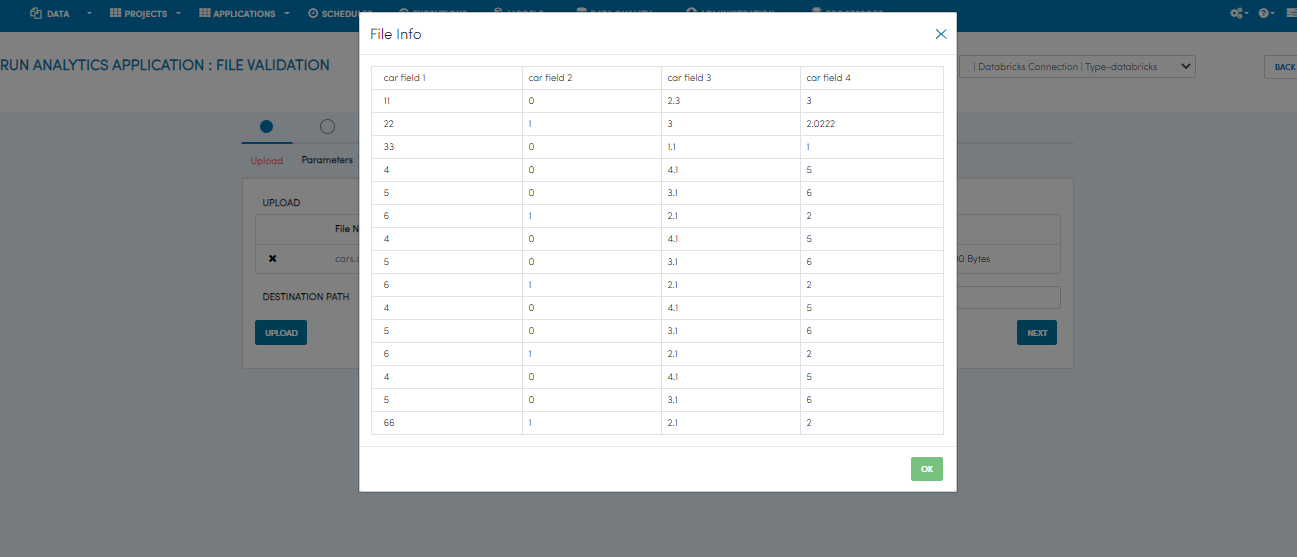 DATA PROJECTS APPLICATIONS
File Info
RUN ANALYTICS APPLICATION : FILE VALIDATION
| Databricks Connection | Type-databricks
BACK
car field 1 car field 2 car field 3 car field 4
11 0 2.3 3
22 1 3 2.0222
33 0 1.1 1
4 0 4.1 5
5 0 3.1 6
6 1 2.1 2
4 0 4.1 5
5 0 3.1 6
6 1 2.1 2
4 0 4.1 5
5 0 3.1 6
6 1 2.1 2
4 0 4.1 5
5 0 3.1 6
66 1 2.1 2
OK
Upload Parameters
UPLOAD
File N
cars.
Bytes
DESTINATION PATH
UPLOAD
NEXT